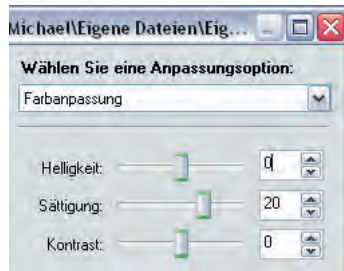 Michael\Eigene Dateien\Eig...
Wählen Sie eine Anpassungsoption:
Farbanpassung
Helligkeit: 0
Sättigung: 20
Kontrast: 0